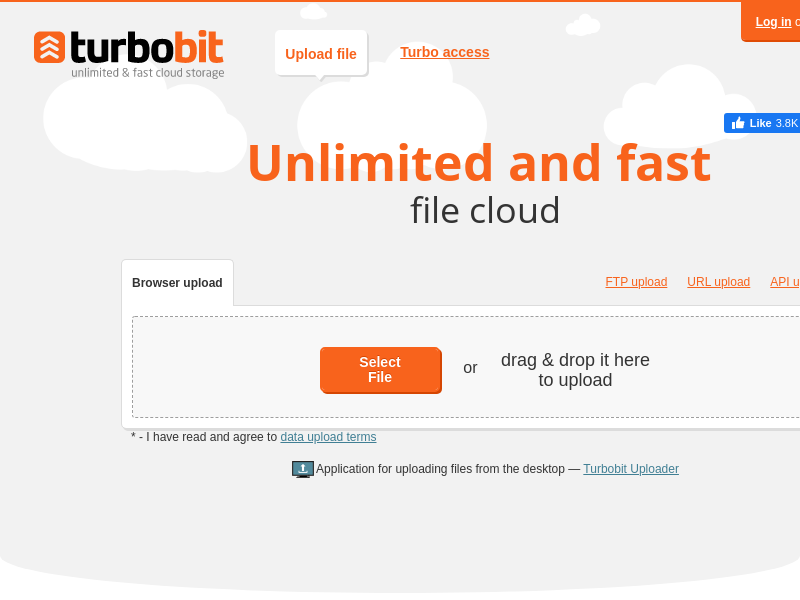 Log in
turbobit
unlimited & fast cloud storage
Upload file
Turbo access
Like 3.8K
Unlimited and fast
file cloud
Browser upload
FTP upload
URL upload
API
Select
File
or
drag & drop it here
to upload
* - I have read and agree to data upload terms
Application for uploading files from the desktop — Turbobit Uploader